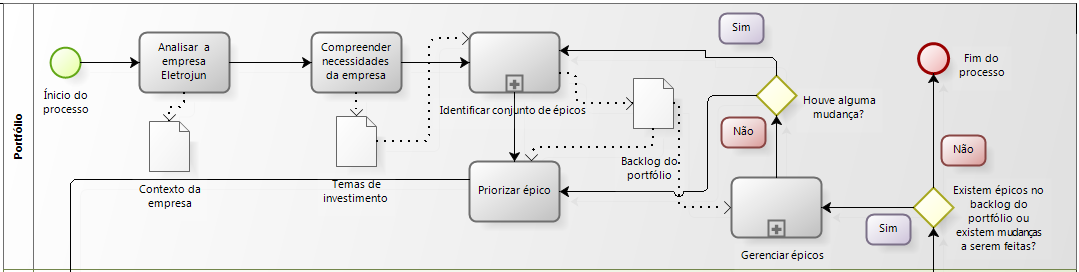 Portfólio
Ínicio do
processo
Analisar a
empresa
Eletrojun
Contexto da
empresa
Compreender
necessidades
da empresa
Temas de
investimento
Identificar conjunto de épicos
Priorizar épico
Backlog do
portfólio
Sim
Houve alguma
mudança?
Não
Gerenciar épicos
Sim
Fim do
processo
Não
Existem épicos no
backlog do
portfólio ou
existem mudanças
a serem feitas?